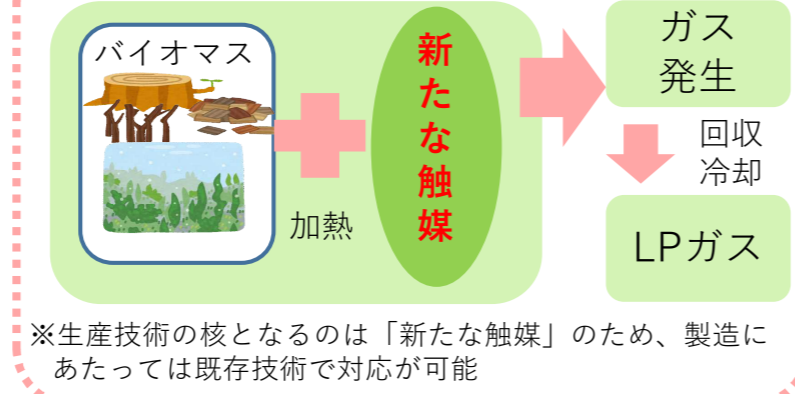 バイオマス
加熱
新たな触媒
ガス
発生
回収
冷却
LPガス
※生産技術の核となるのは「新たな触媒」のため、製造に
あたっては既存技術で対応が可能